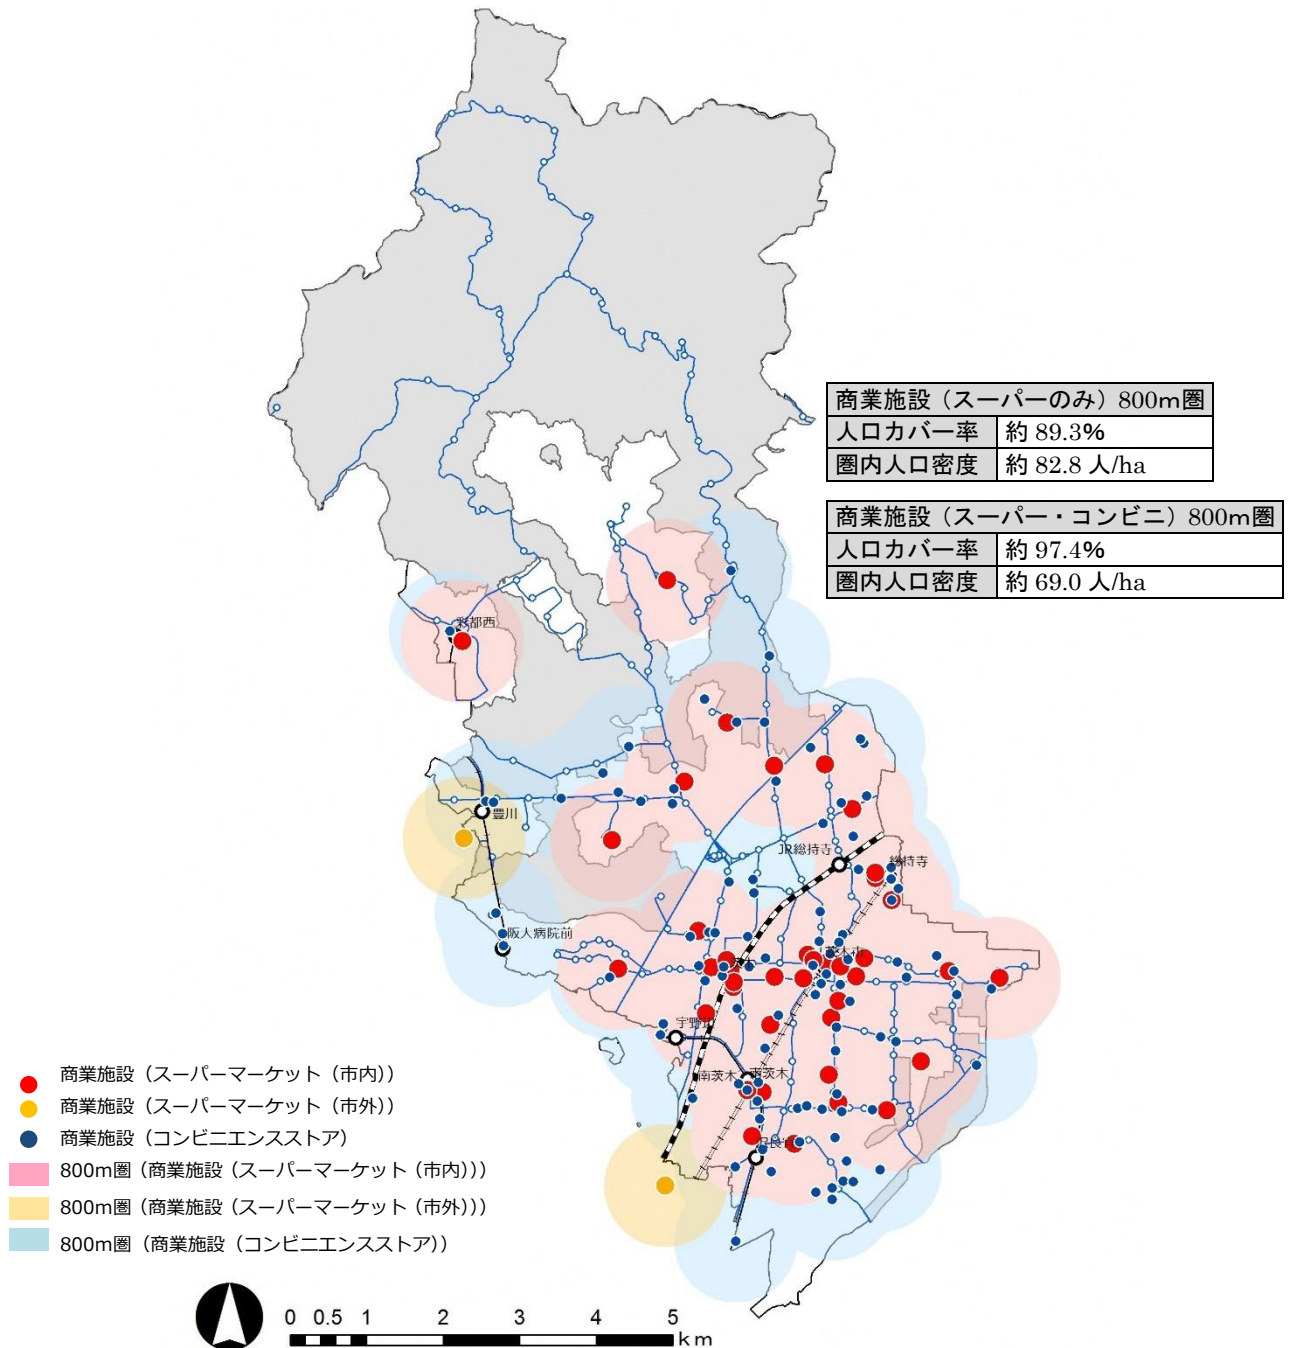 商業施設（スーパーのみ）800ｍ圏
人口カバー率 約 89.3%
圏内人口密度 約 82.8 人/ha
商業施設（スーパー・コンビニ）800ｍ圏
人口カバー率 約 97.4%
圏内人口密度 約 69.0 人/ha
彩都西
豊川
JR総持寺
総持寺
阪大病院前
茨木市
南茨木
南茨木
商業施設（スーパーマーケット（市内））
商業施設（スーパーマーケット（市外））
商業施設（コンビニエンスストア）
800m圏（商業施設（スーパーマーケット（市内）））
800m圏（商業施設（スーパーマーケット（市外）））
800m圏（商業施設（コンビニエンスストア））
0 0.5 1 2 3 4 5
km